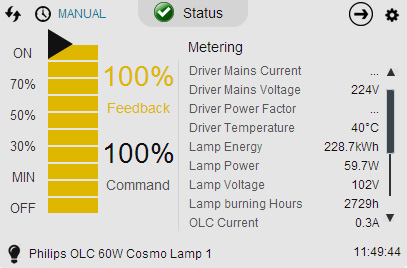 MANUAL
Status
ON
70%
50%
30%
MIN
OFF
100%
Feedback
100%
Command
Metering
Driver Mains Current ...
Driver Mains Voltage 224V
Driver Power Factor ...
Driver Temperature 40°C
Lamp Energy 228.7kWh
Lamp Power 59.7W
Lamp Voltage 102V
Lamp burning Hours 2729h
OLC Current 0.3A
Philips OLC 60W Cosmo Lamp 1
11:49:44